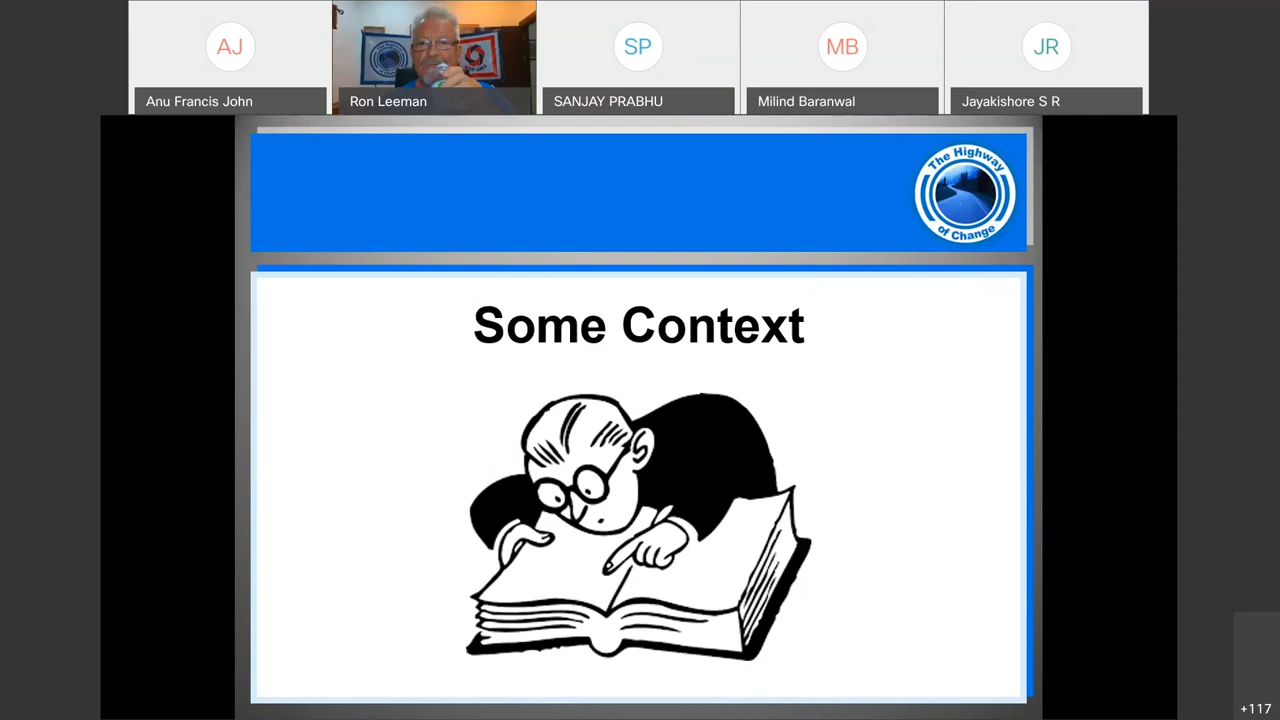 AJ
SP
MB
JR
Anu Francis John
Ron Leeman
SANJAY PRABHU
Milind Baranwal
Jayakishore S R
The Highway
of Change
Some Context
+117